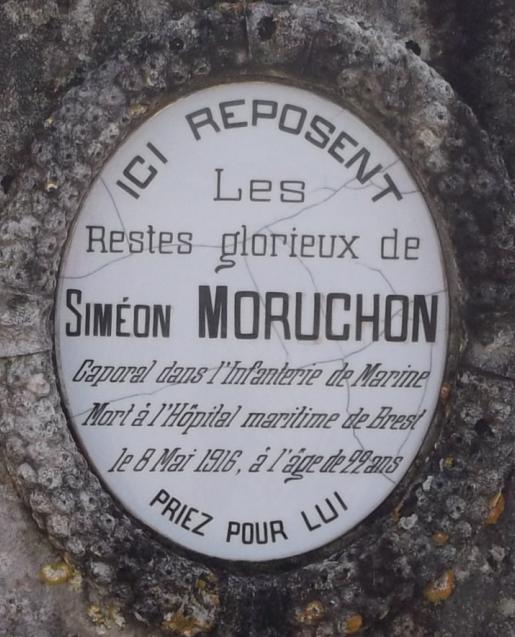 ICI REPOSENT
Les
Restes glorieux de
SIMÉON MORUCHON
Caporal dans l'Infanterie de Marine
Mort à l'Hôpital maritime de Brest
le 8 Mai 1916, à l'âge de 22 ans
PRIEZ POUR LUI